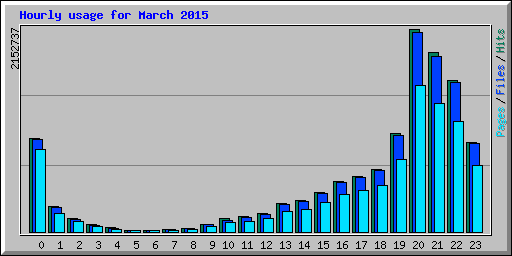 Hourly usage for March 2015
2152737
Pages/Files/Hits
0 1 2 3 4 5 6 7 8 9 10 11 12 13 14 15 16 17 18 19 20 21 22 23